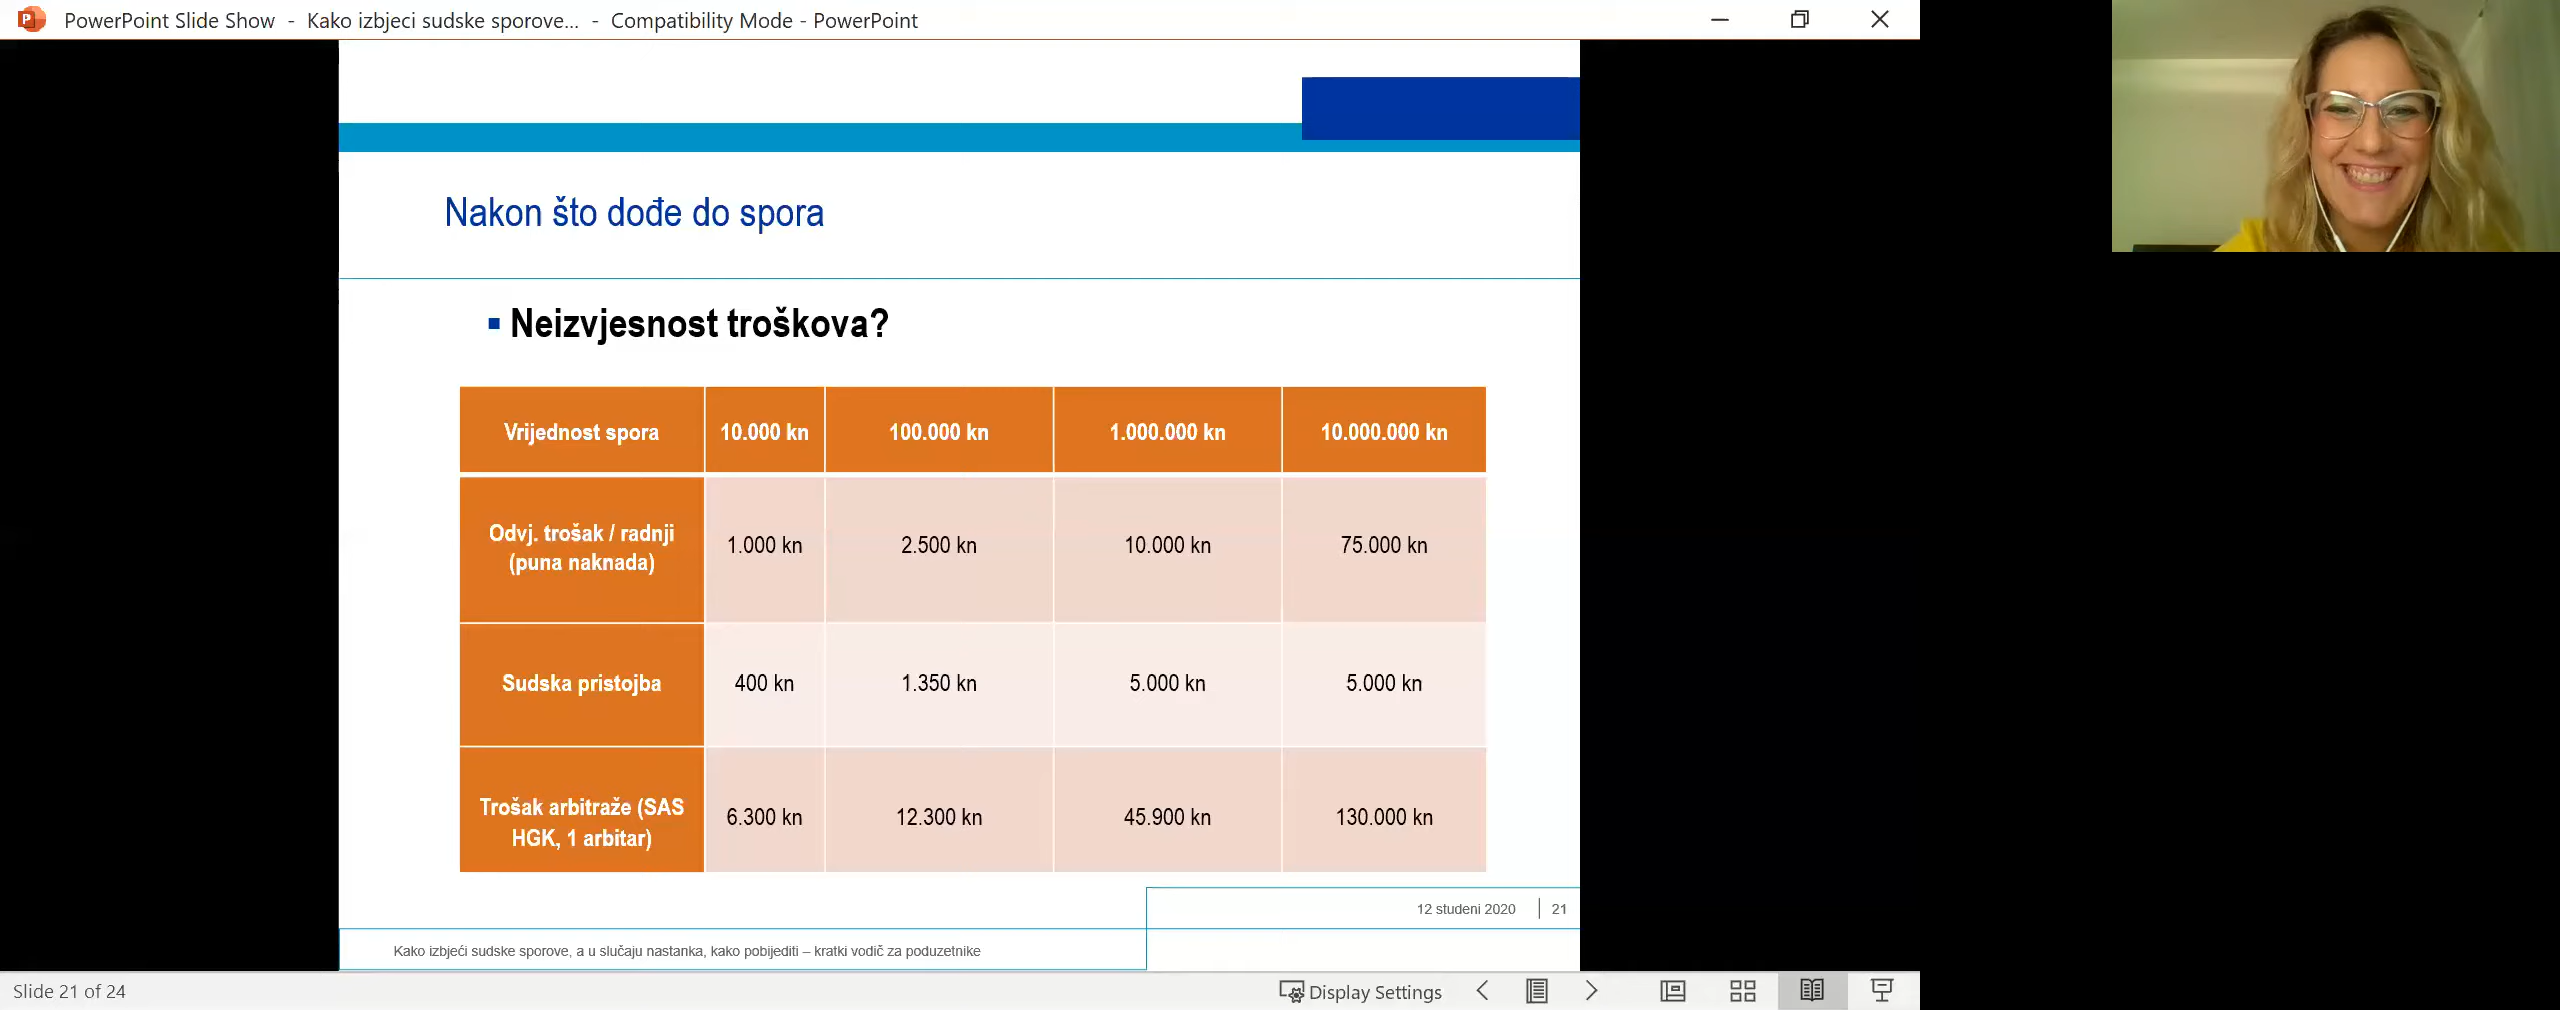 PowerPoint Slide Show - Kako izbjeci sudske sporove... - Compatibility Mode - PowerPoint
Nakon što dođe do spora
Neizvjesnost troškova?
Vrijednost spora 10.000 kn 100.000 kn 1.000.000 kn 10.000.000 kn
Odvj. trošak / radnji
(puna naknada)
1.000 kn 2.500 kn 10.000 kn 75.000 kn
Sudska pristojba 400 kn 1.350 kn 5.000 kn 5.000 kn
Trošak arbitraže (SAS
HGK, 1 arbitar)
6.300 kn 12.300 kn 45.900 kn 130.000 kn
12 studeni 2020 21
Kako izbjeći sudske sporove, a u slučaju nastanka, kako pobijediti – kratki vodič za poduzetnike
Slide 21 of 24 Display Settings